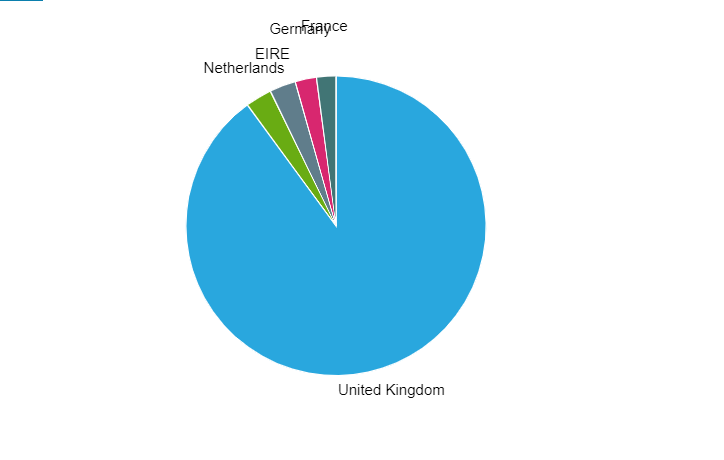 France
Germany
EIRE
Netherlands
United Kingdom